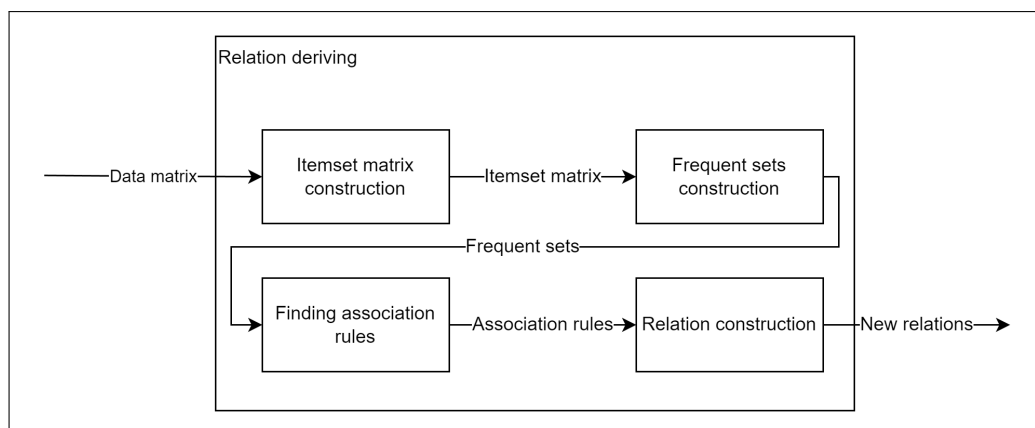 Relation deriving
Data matrix
Itemset matrix
construction
Itemset matrix
Frequent sets
construction
Frequent sets
Finding association
rules
Association rules
Relation construction
New relations